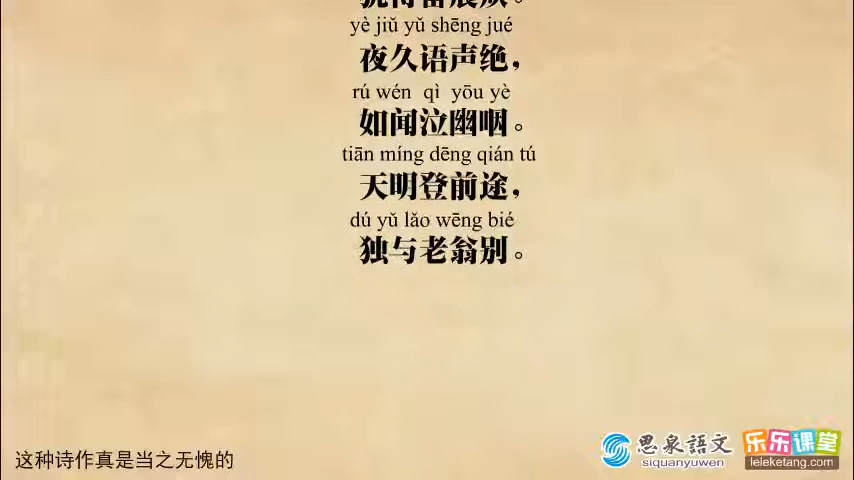 yè jiǔ yǔ shēng jué
夜久语声绝，
rú wén qì yōu yè
如闻泣幽咽。
tiān míng dēng qián tú
天明登前途，
dú yǔ lǎo wēng bié
独与老翁别。
这种诗作真是当之无愧的
思泉語文
siquanyuwen
乐乐课堂
leleketang.com